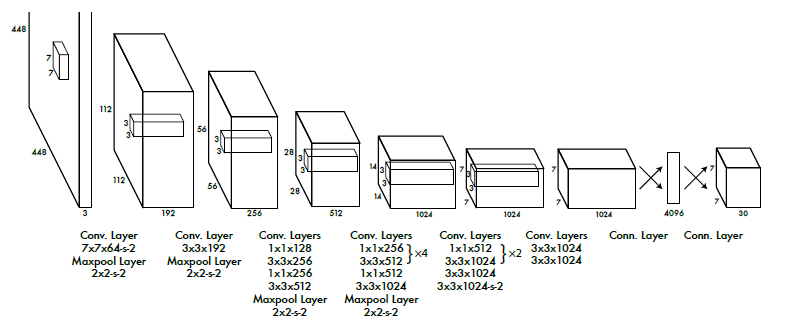 448
7
7
448
3
112
3
3
112
192
56
3
3
56
256
28
3
3
28
512
14
3
3
14
1024
7
3
3
7
1024
7
7
1024
4096
7
7
30
Conv. Layer
7x7x64-s-2
Maxpool Layer
2x2-s-2
Conv. Layer
3x3x192
Maxpool Layer
2x2-s-2
Conv. Layers
1x1x128
3x3x256
1x1x256
3x3x512
Maxpool Layer
2x2-s-2
Conv. Layers
1x1x256
3x3x512 }×4
1x1x512
3x3x1024
Maxpool Layer
2x2-s-2
Conv. Layers
1x1x512
3x3x1024 }×2
3x3x1024
3x3x1024-s-2
Conv. Layers
3x3x1024
3x3x1024
Conn. Layer
Conn. Layer